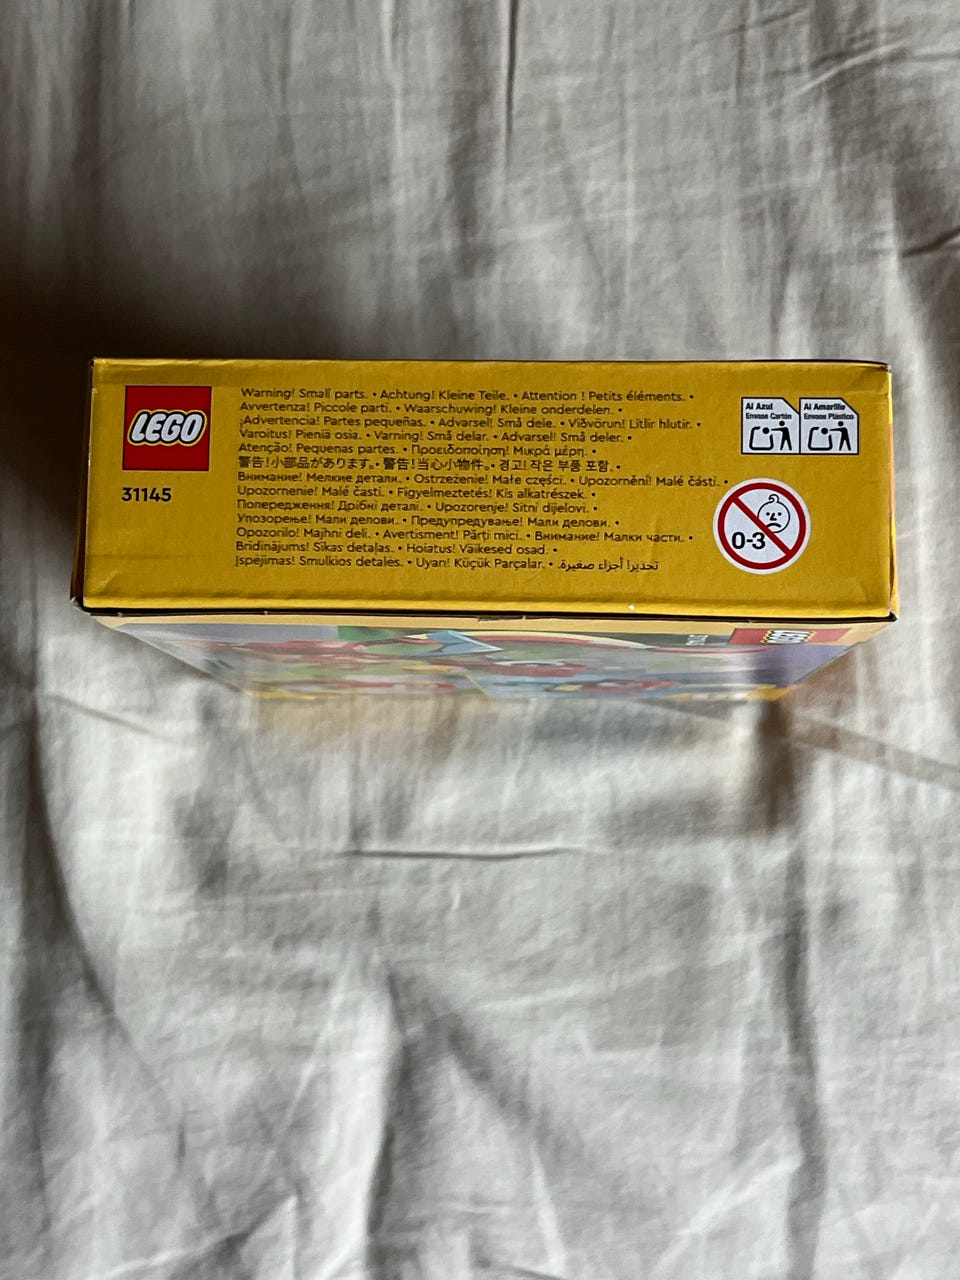 LEGO
31145
Warning! Small parts. • Achtung! Kleine Teile. • Attention ! Petits éléments. •
Avvertenza! Piccole parti. • Waarschuwing! Kleine onderdelen. •
¡Advertencia! Partes pequeñas. • Advarsel! Små dele. • Viðvörun! Litlir hlutir. •
Varoitus! Pieniä osia. • Varning! Små delar. • Advarsel! Små deler. •
Atenção! Pequenas partes. • Προειδοποίηση! Μικρά μέρη. •
警告!小部品があります。• 警告!当心小物件。• 경고! 작은 부품 포함. •
Внимание! Мелкие детали. • Ostrzeżenie! Małe części. • Upozornění! Malé části. •
Upozornenie! Malé časti. • Figyelmeztetés! Kis alkatrészek. •
Попередження! Дрібні деталі. • Upozorenje! Sitni dijelovi. •
Упозорење! Мали делови. • Предупредување! Мали делови. •
Opozorilo! Majhni deli. • Avertisment! Părți mici. • Внимание! Малки части. •
Brīdinājums! Sīkas detaļas. • Hoiatus! Väikesed osad. •
Įspėjimas! Smulkios detalės. • Uyarı! Küçük Parçalar. • تحذير! أجزاء صغيرة.
Al Azul
Envase Cartón
Al Amarillo
Envase Plástico
0-3
LEGO